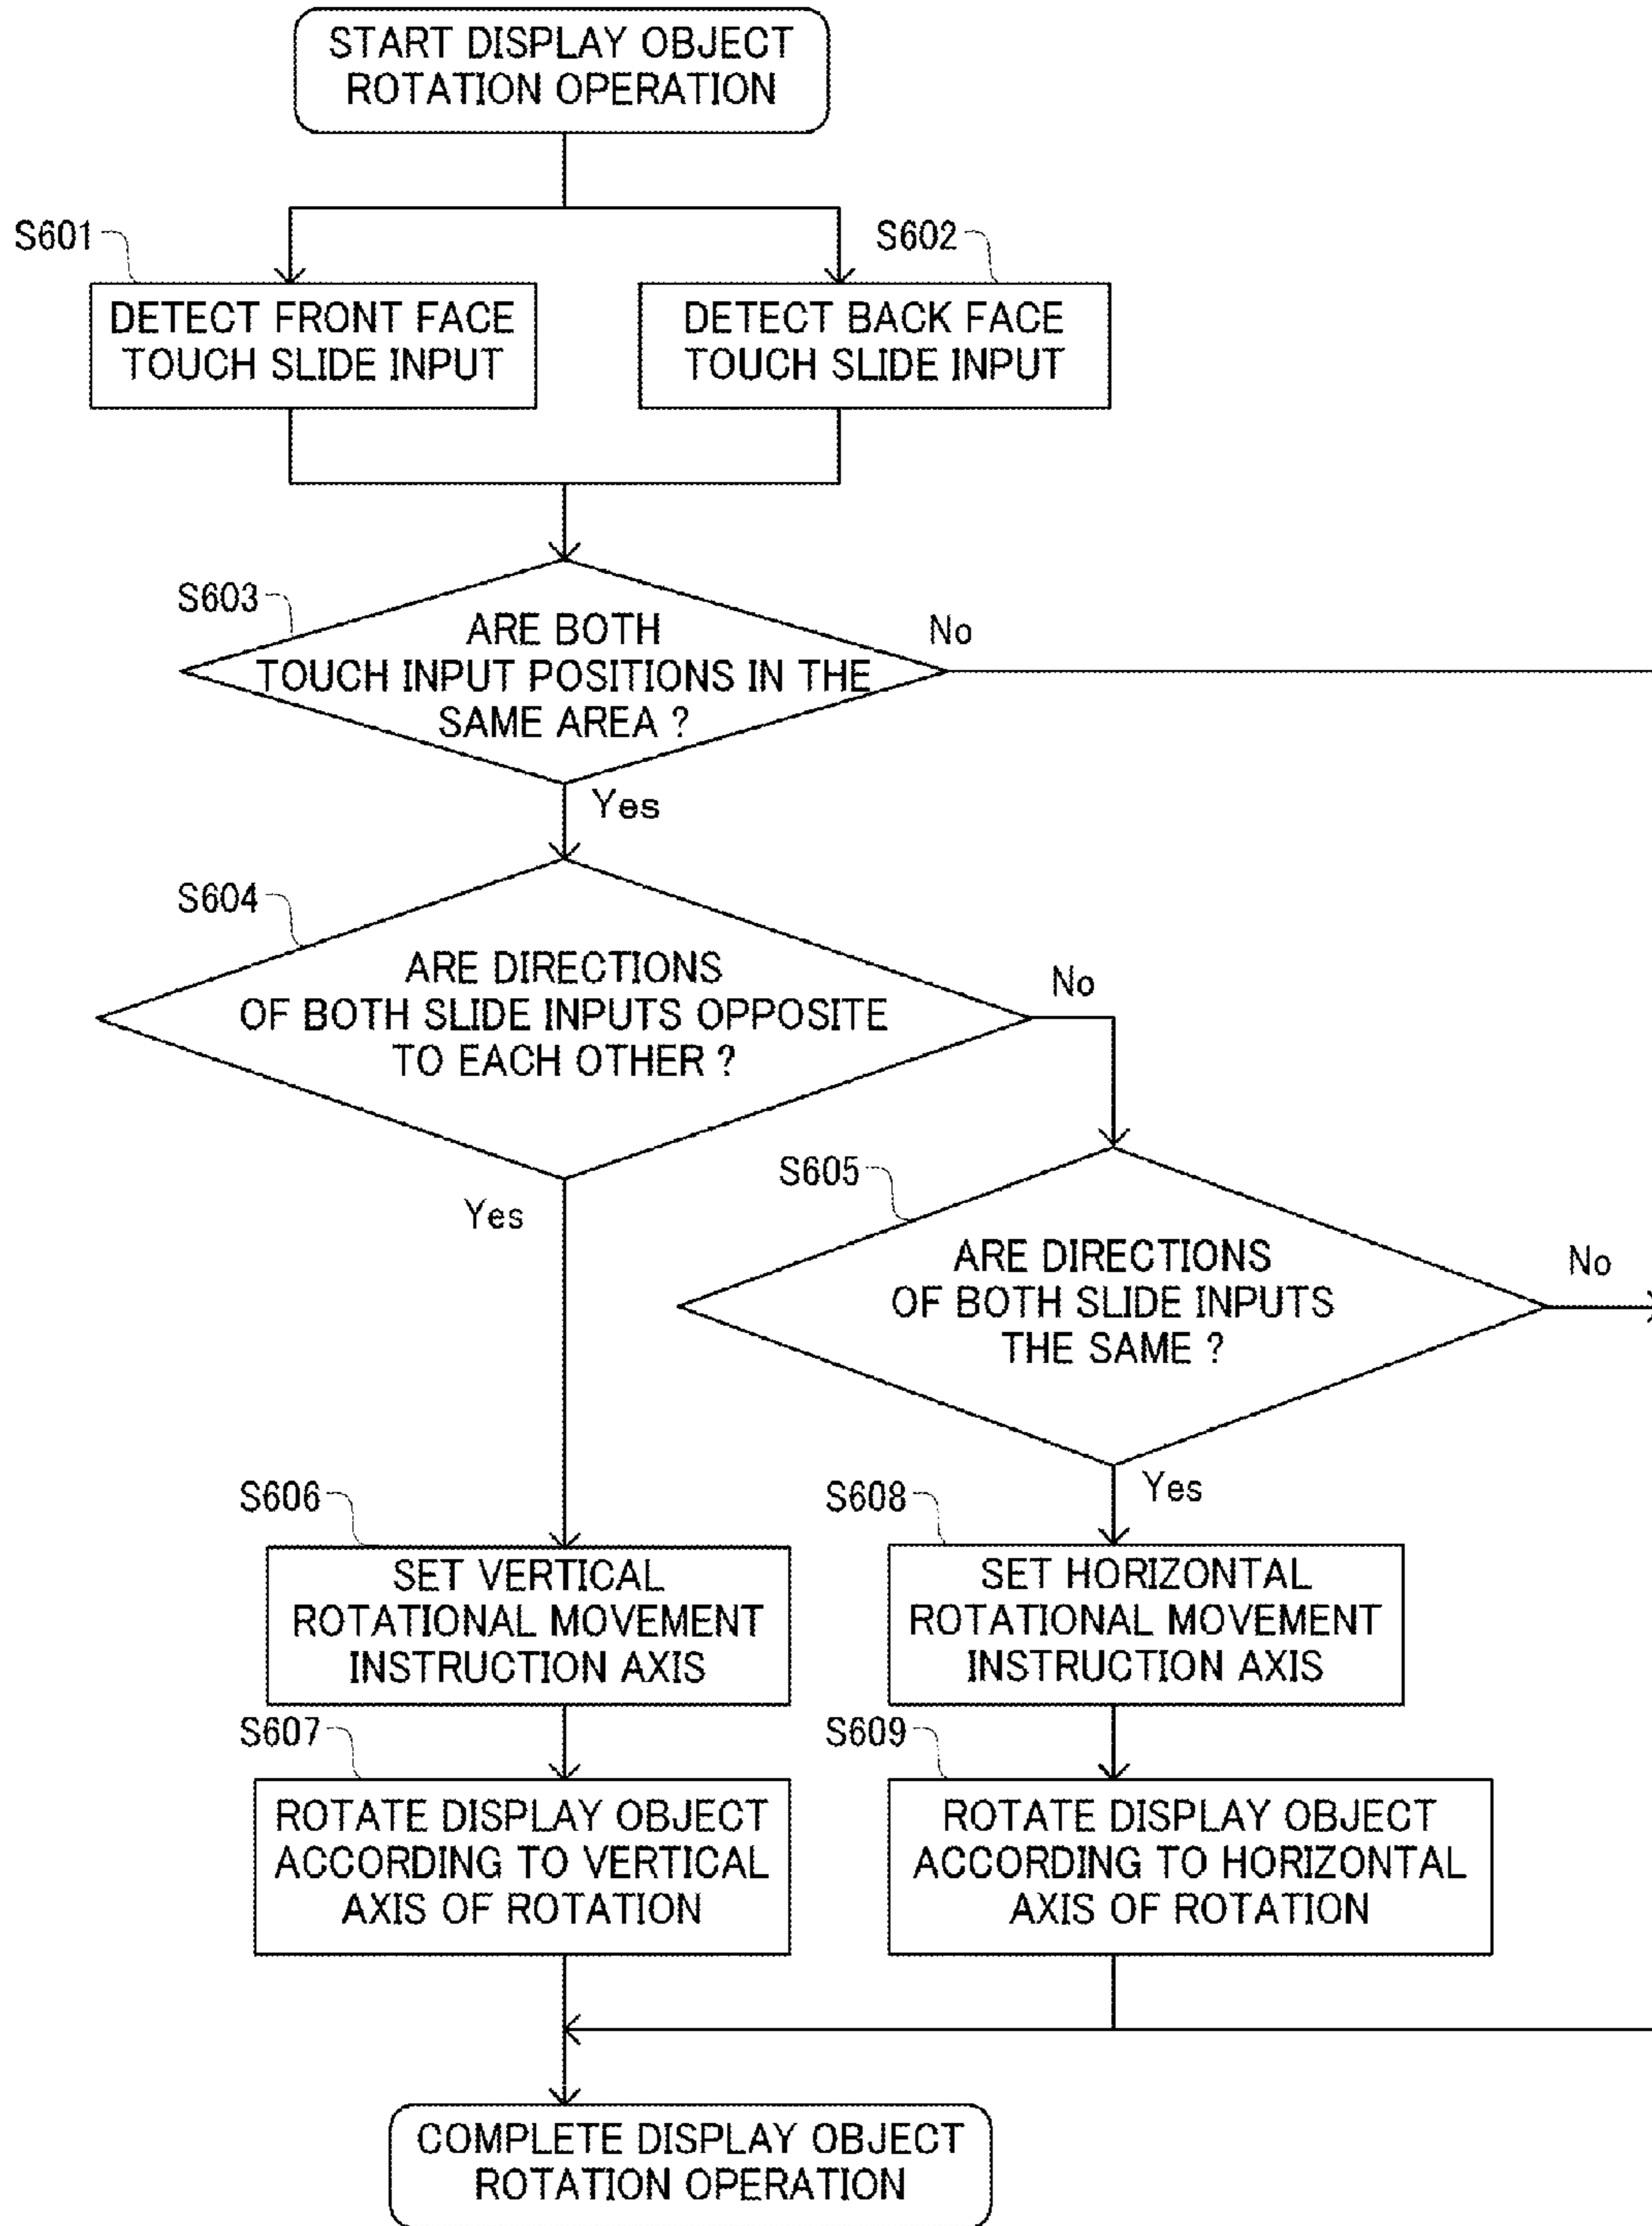 START DISPLAY OBJECT
ROTATION OPERATION
S601
S602
DETECT FRONT FACE
TOUCH SLIDE INPUT
DETECT BACK FACE
TOUCH SLIDE INPUT
S603
ARE BOTH
TOUCH INPUT POSITIONS IN THE
SAME AREA ?
No
Yes
S604
ARE DIRECTIONS
OF BOTH SLIDE INPUTS OPPOSITE
TO EACH OTHER ?
No
Yes
S605
ARE DIRECTIONS
OF BOTH SLIDE INPUTS
THE SAME ?
No
Yes
S606
SET VERTICAL
ROTATIONAL MOVEMENT
INSTRUCTION AXIS
S608
SET HORIZONTAL
ROTATIONAL MOVEMENT
INSTRUCTION AXIS
S607
ROTATE DISPLAY OBJECT
ACCORDING TO VERTICAL
AXIS OF ROTATION
S609
ROTATE DISPLAY OBJECT
ACCORDING TO HORIZONTAL
AXIS OF ROTATION
COMPLETE DISPLAY OBJECT
ROTATION OPERATION